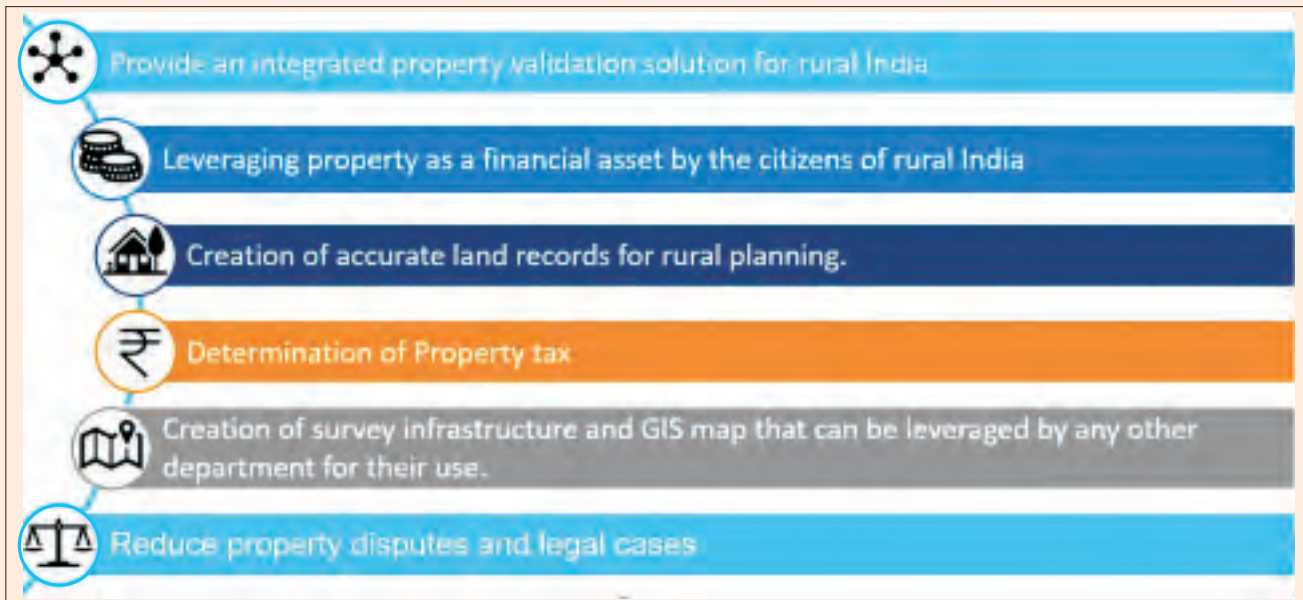 Provide an integrated property validation solution for rural India
Leveraging property as a financial asset by the citizens of rural India
Creation of accurate land records for rural planning.
₹
Determination of Property tax
Creation of survey infrastructure and GIS map that can be leveraged by any other
department for their use.
Reduce property disputes and legal cases